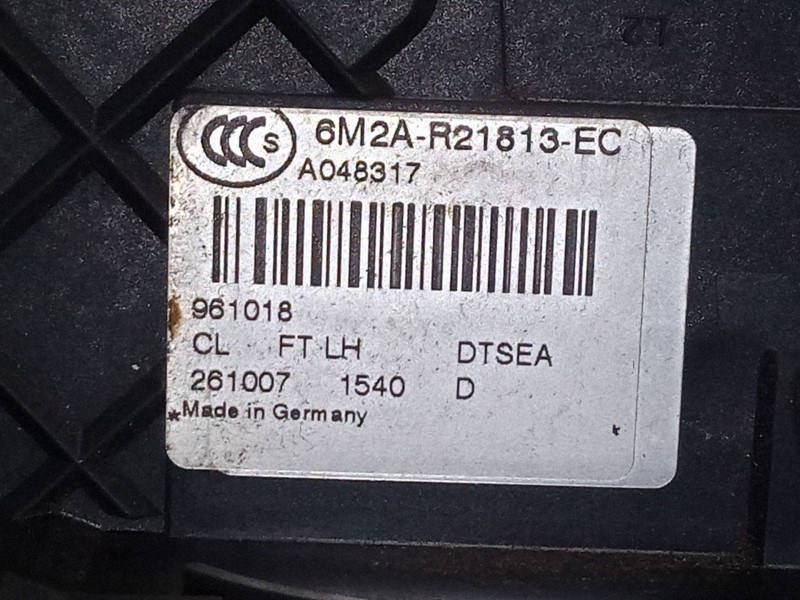 L2
CCC S 6M2A-R21813-EC
A048317
961018
CL FT LH DTSEA
261007 1540 D
*Made in Germany *